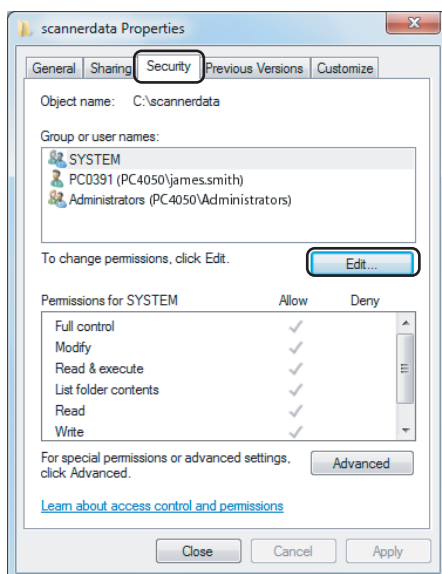 scannerdata Properties
General Sharing Security Previous Versions Customize
Object name: C:\scannerdata
Group or user names:
SYSTEM
PC0391 (PC4050\james.smith)
Administrators (PC4050\Administrators)
To change permissions, click Edit.
Edit...
Permissions for SYSTEM Allow Deny
Full control
Modify
Read & execute
List folder contents
Read
Write
For special permissions or advanced settings,
click Advanced.
Advanced
Learn about access control and permissions
Close Cancel Apply